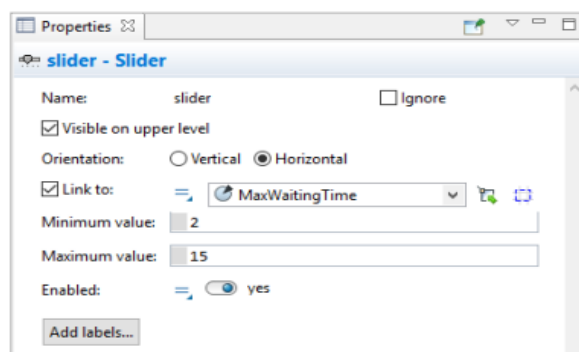 Properties
slider - Slider
Name: slider Ignore
Visible on upper level
Orientation: Vertical Horizontal
Link to: MaxWaitingTime
Minimum value: 2
Maximum value: 15
Enabled: yes
Add labels...